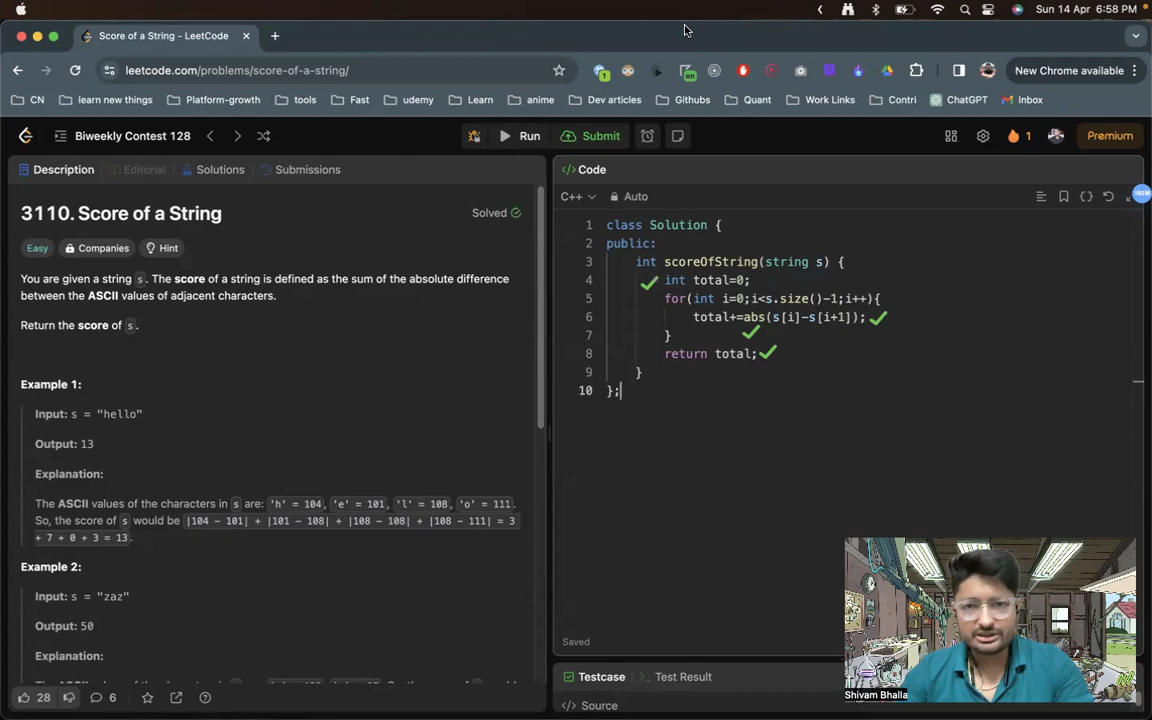 Sun 14 Apr 6:58 PM
Score of a String - LeetCode
leetcode.com/problems/score-of-a-string/
1
on
New Chrome available
CN
learn new things
Platform-growth
tools
Fast
udemy
Learn
anime
Dev articles
Githubs
Quant
Work Links
Contri
ChatGPT
Inbox
Biweekly Contest 128
Run
Submit
1
Premium
Description
Editorial
Solutions
Submissions
</> Code
3110. Score of a String
Solved
Easy
Companies
Hint
You are given a string s. The score of a string is defined as the sum of the absolute difference
between the ASCII values of adjacent characters.
Return the score of s.
Example 1:
Input: s = "hello"
Output: 13
Explanation:
The ASCII values of the characters in s are: 'h' = 104, 'e' = 101, 'l' = 108, 'o' = 111.
So, the score of s would be |104 - 101| + |101 - 108| + |108 - 108| + |108 - 111| = 3
+ 7 + 0 + 3 = 13.
Example 2:
Input: s = "zaz"
Output: 50
Explanation:
28
6
C++
Auto
163M
1 class Solution {
2 public:
3 int scoreOfString(string s) {
4 int total=0;
5 for(int i=0;i<s.size()-1;i++){
6 total+=abs(s[i]-s[i+1]);
7 }
8 return total;
9 }
10 };
Saved
Testcase
>_ Test Result
</> Source
Shivam Bhalla